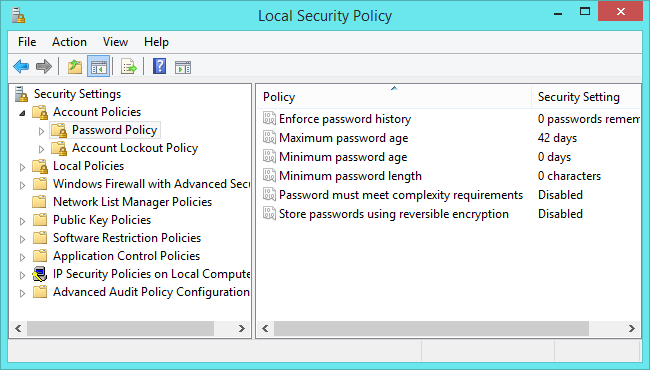 Local Security Policy
File Action View Help
Security Settings
Account Policies
Password Policy
Account Lockout Policy
Local Policies
Windows Firewall with Advanced Secu
Network List Manager Policies
Public Key Policies
Software Restriction Policies
Application Control Policies
IP Security Policies on Local Compute
Advanced Audit Policy Configuration
Policy Security Setting
Enforce password history 0 passwords remem
Maximum password age 42 days
Minimum password age 0 days
Minimum password length 0 characters
Password must meet complexity requirements Disabled
Store passwords using reversible encryption Disabled